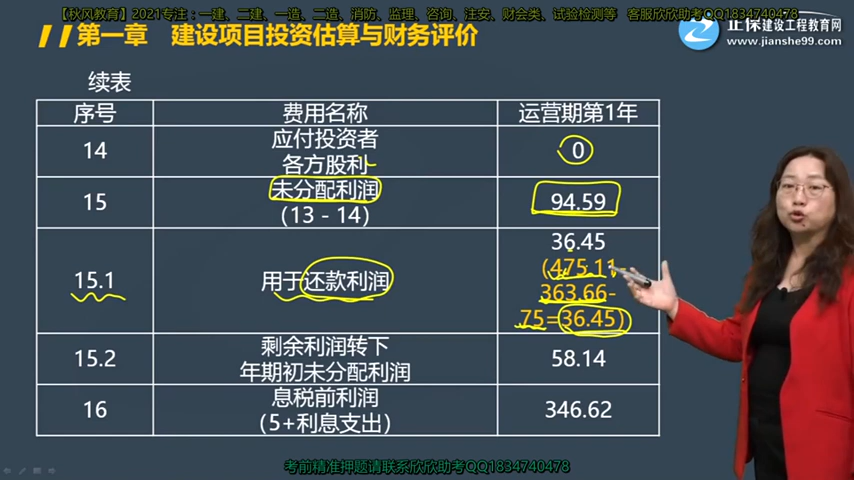 【秋风教育】2021专注:一建、二建、一造、二造、消防、监理、咨询、注安、财会类、试验检测等 客服欣欣助考QQ1834740478
第一章 建设项目投资估算与财务评价
正保建设工程教育网
www.jianshe99.com
续表
序号 费用名称 运营期第1年
14 应付投资者各方股利 0
15 未分配利润(13-14) 94.59
15.1 用于还款利润 36.45
(475.11
363.66-
75=36.45)
15.2 剩余利润转下年期初未分配利润 58.14
16 息税前利润(5+利息支出) 346.62
考前精准押题请联系欣欣助考QQ1834740478